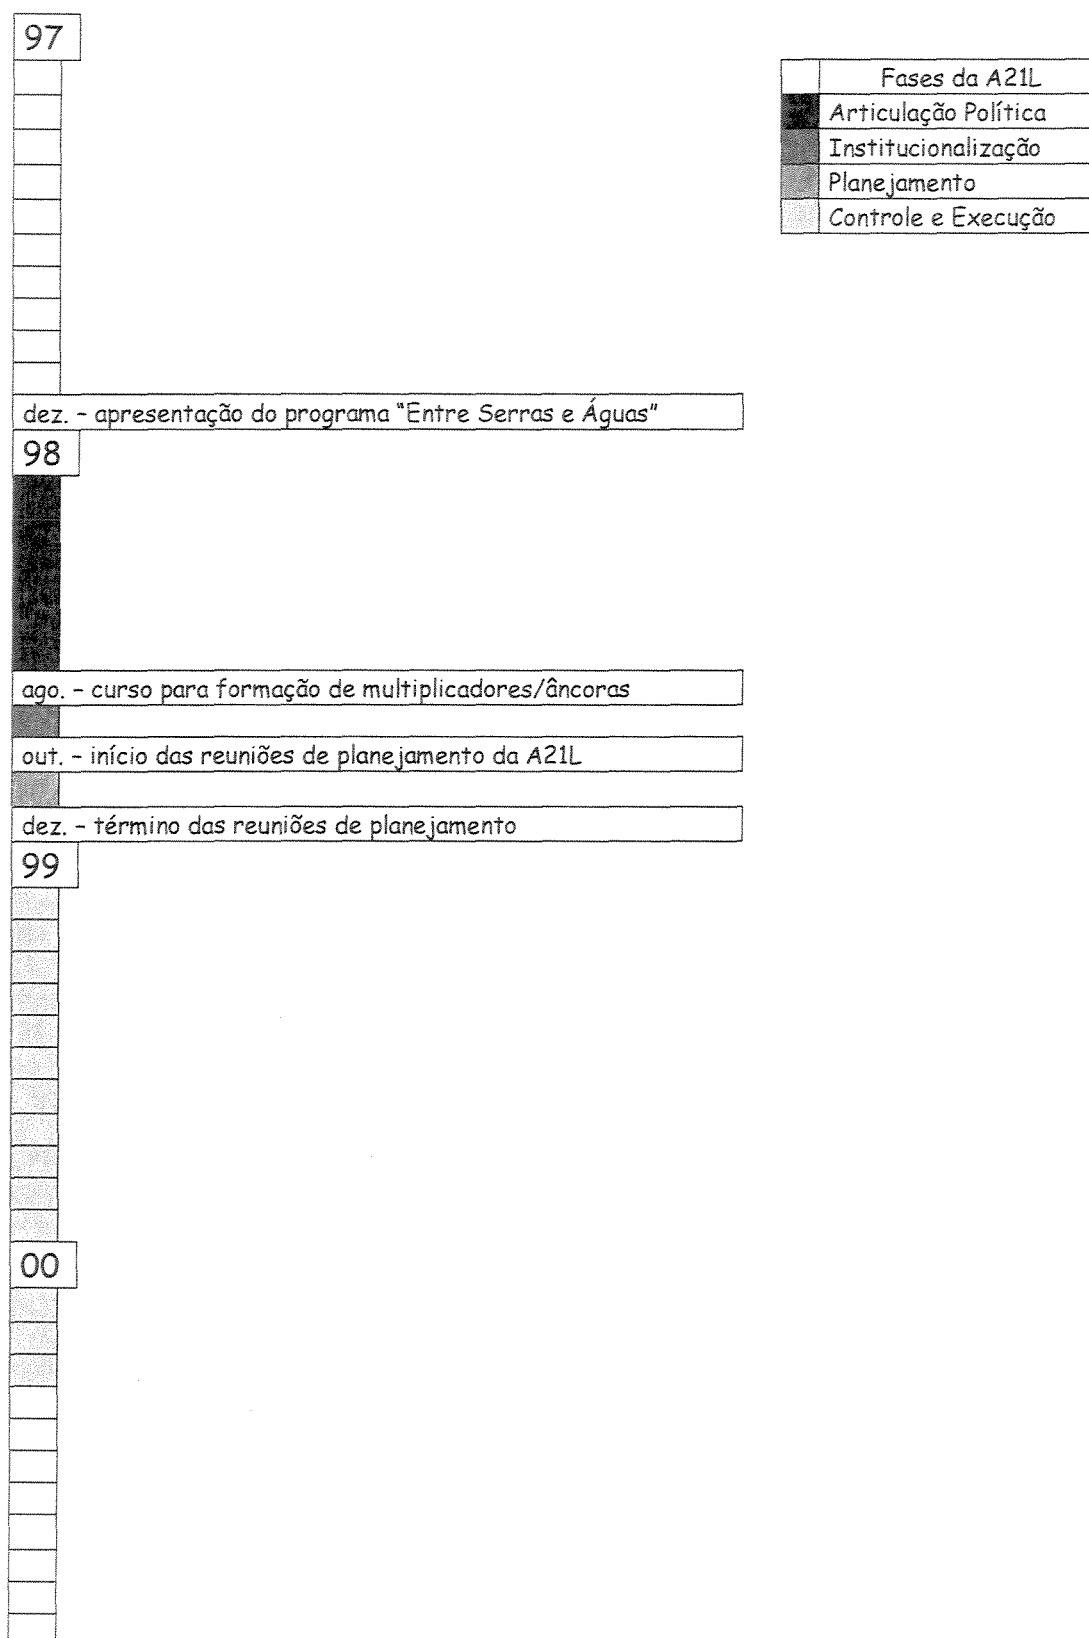 97
Fases da A21L
Articulação Política
Institucionalização
Planejamento
Controle e Execução
dez. - apresentação do programa "Entre Serras e Águas"
98
ago. - curso para formação de multiplicadores/âncoras
out. - início das reuniões de planejamento da A21L
dez. - término das reuniões de planejamento
99
00